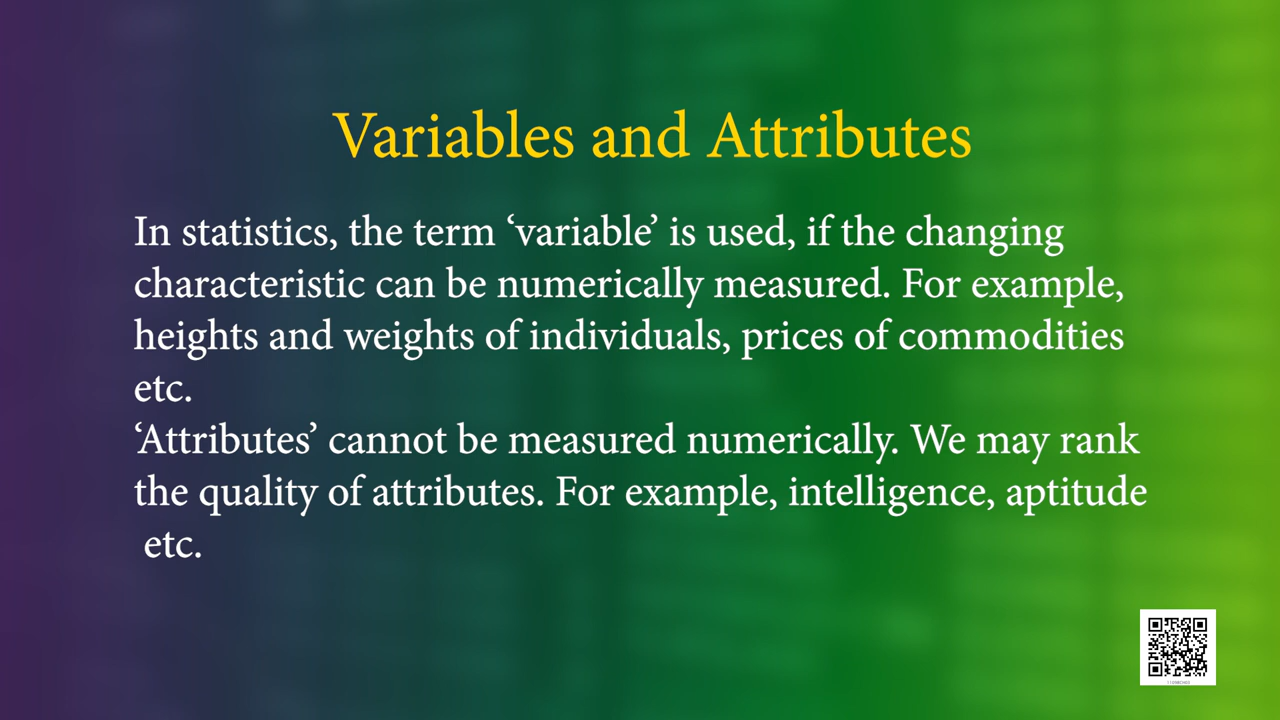 Variables and Attributes
In statistics, the term ‘variable’ is used, if the changing
characteristic can be numerically measured. For example,
heights and weights of individuals, prices of commodities
etc.
‘Attributes’ cannot be measured numerically. We may rank
the quality of attributes. For example, intelligence, aptitude
etc.